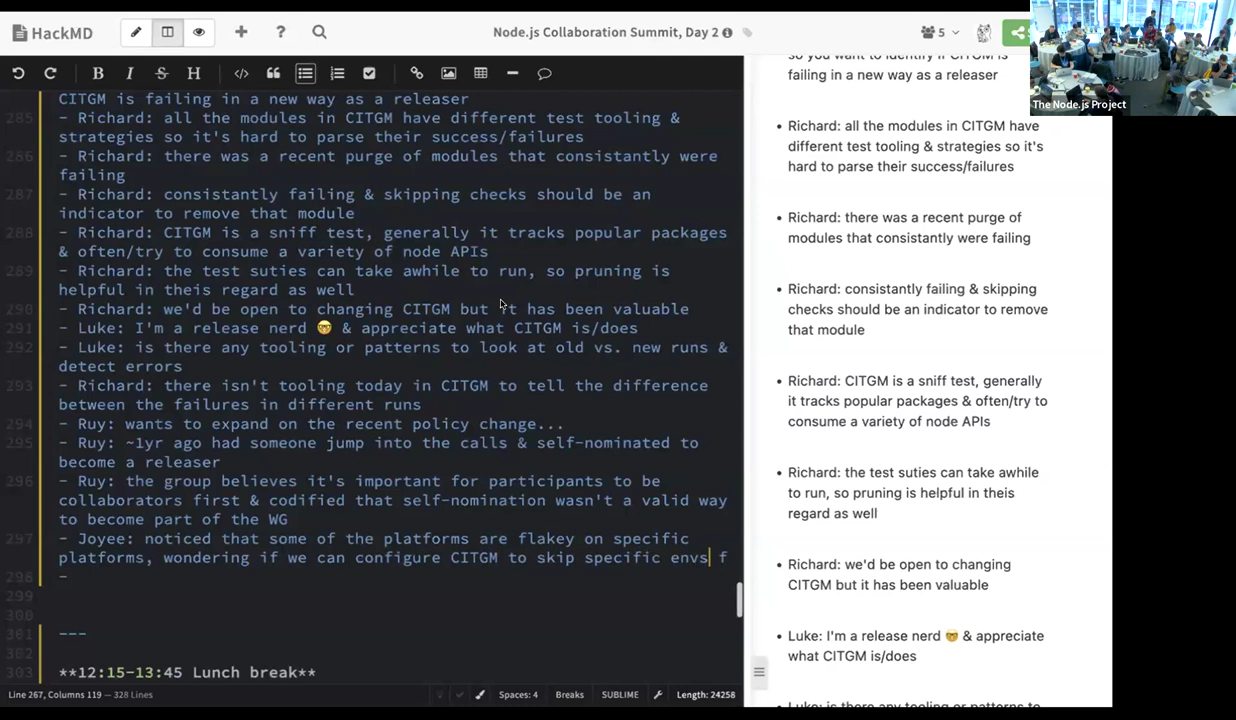 HackMD
Node.js Collaboration Summit, Day 2
5
The Node.js Project
CITGM is failing in a new way as a releaser
285 - Richard: all the modules in CITGM have different test tooling &
strategies so it's hard to parse their success/failures
286 - Richard: there was a recent purge of modules that consistantly were
failing
287 - Richard: consistantly failing & skipping checks should be an
indicator to remove that module
288 - Richard: CITGM is a sniff test, generally it tracks popular packages
& often/try to consume a variety of node APIs
289 - Richard: the test suties can take awhile to run, so pruning is
helpful in theis regard as well
290 - Richard: we'd be open to changing CITGM but it has been valuable
291 - Luke: I'm a release nerd 🤓 & appreciate what CITGM is/does
292 - Luke: is there any tooling or patterns to look at old vs. new runs &
detect errors
293 - Richard: there isn't tooling today in CITGM to tell the difference
between the failures in different runs
294 - Ruy: wants to expand on the recent policy change...
295 - Ruy: ~1yr ago had someone jump into the calls & self-nominated to
become a releaser
296 - Ruy: the group believes it's important for participants to be
collaborators first & codified that self-nomination wasn't a valid way
to become part of the WG
297 - Joyee: noticed that some of the platforms are flakey on specific
platforms, wondering if we can configure CITGM to skip specific envs f
298 -
299
300
301 ---
302
303 **12:15-13:45 Lunch break**
Line 267, Columns 119 — 328 Lines
Spaces: 4
Breaks
SUBLIME
Length: 24258
so you want to identify if CITGM is
failing in a new way as a releaser
• Richard: all the modules in CITGM have
different test tooling & strategies so it's
hard to parse their success/failures
• Richard: there was a recent purge of
modules that consistantly were failing
• Richard: consistantly failing & skipping
checks should be an indicator to remove
that module
• Richard: CITGM is a sniff test, generally
it tracks popular packages & often/try to
consume a variety of node APIs
• Richard: the test suties can take awhile
to run, so pruning is helpful in theis
regard as well
• Richard: we'd be open to changing
CITGM but it has been valuable
• Luke: I'm a release nerd 🤓 & appreciate
what CITGM is/does
• Luke: is there any tooling or patterns to